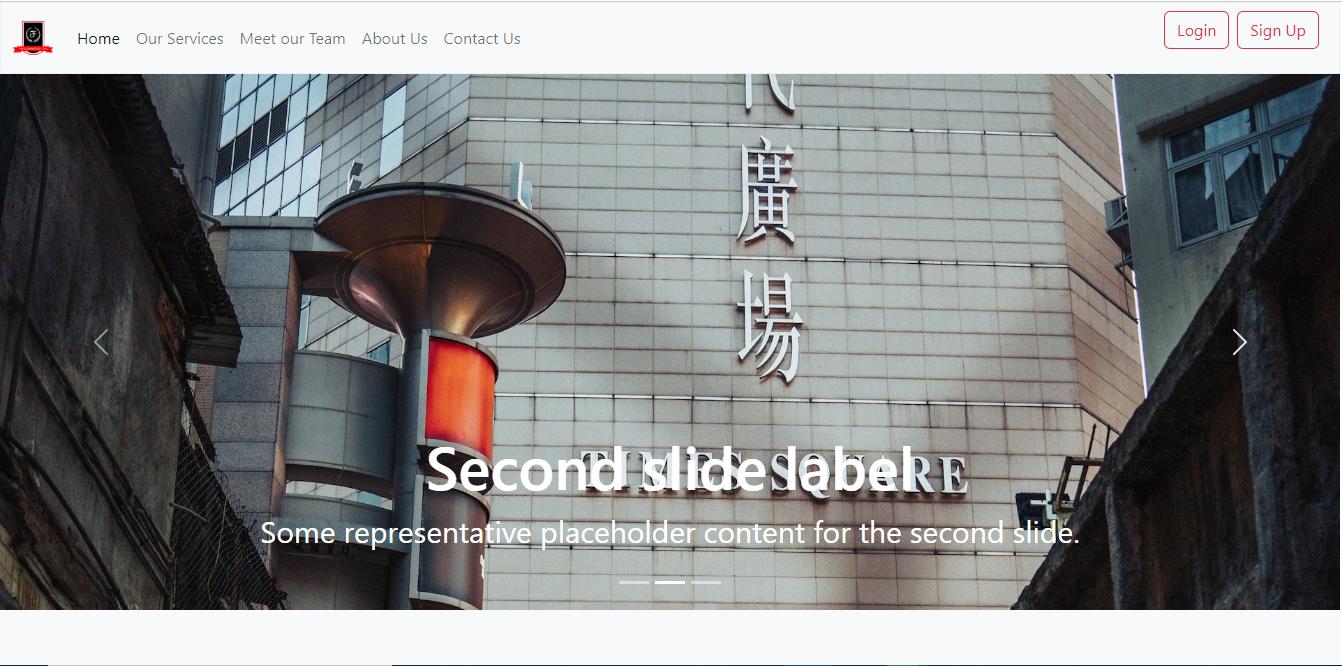 Home Our Services Meet our Team About Us Contact Us Login Sign Up
廣
場
TIMES SQUARE
Second slide label
Some representative placeholder content for the second slide.